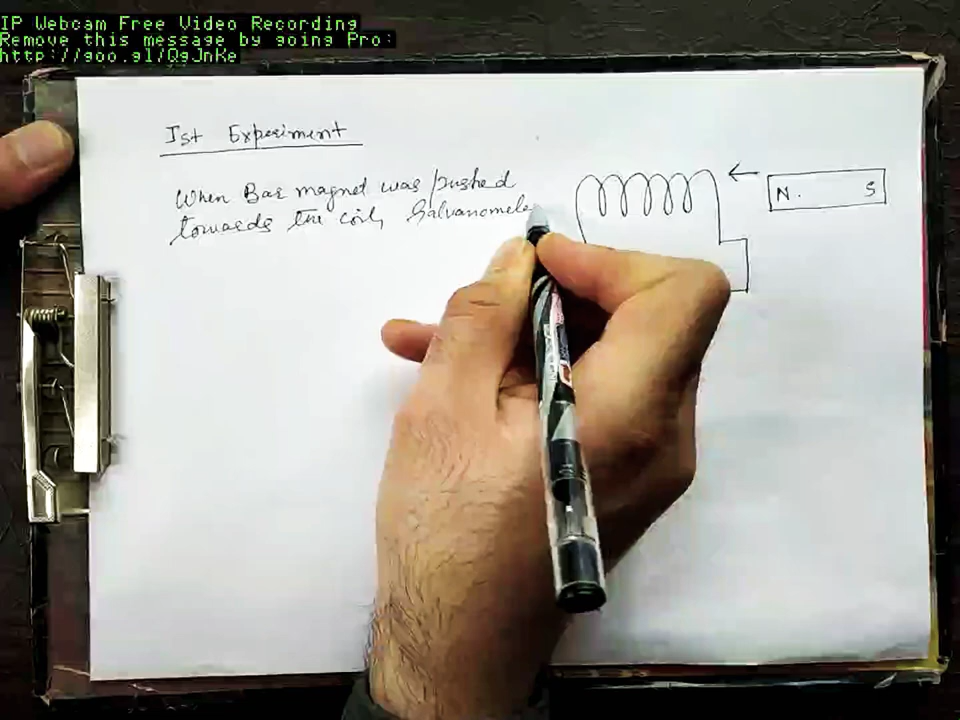 IP Webcam Free Video Recording
Remove this message by going Pro:
http://goo.gl/QgJnKe
Ist Experiment
When Bar magnet was pushed
towards the coil, Galvanomete
N. S